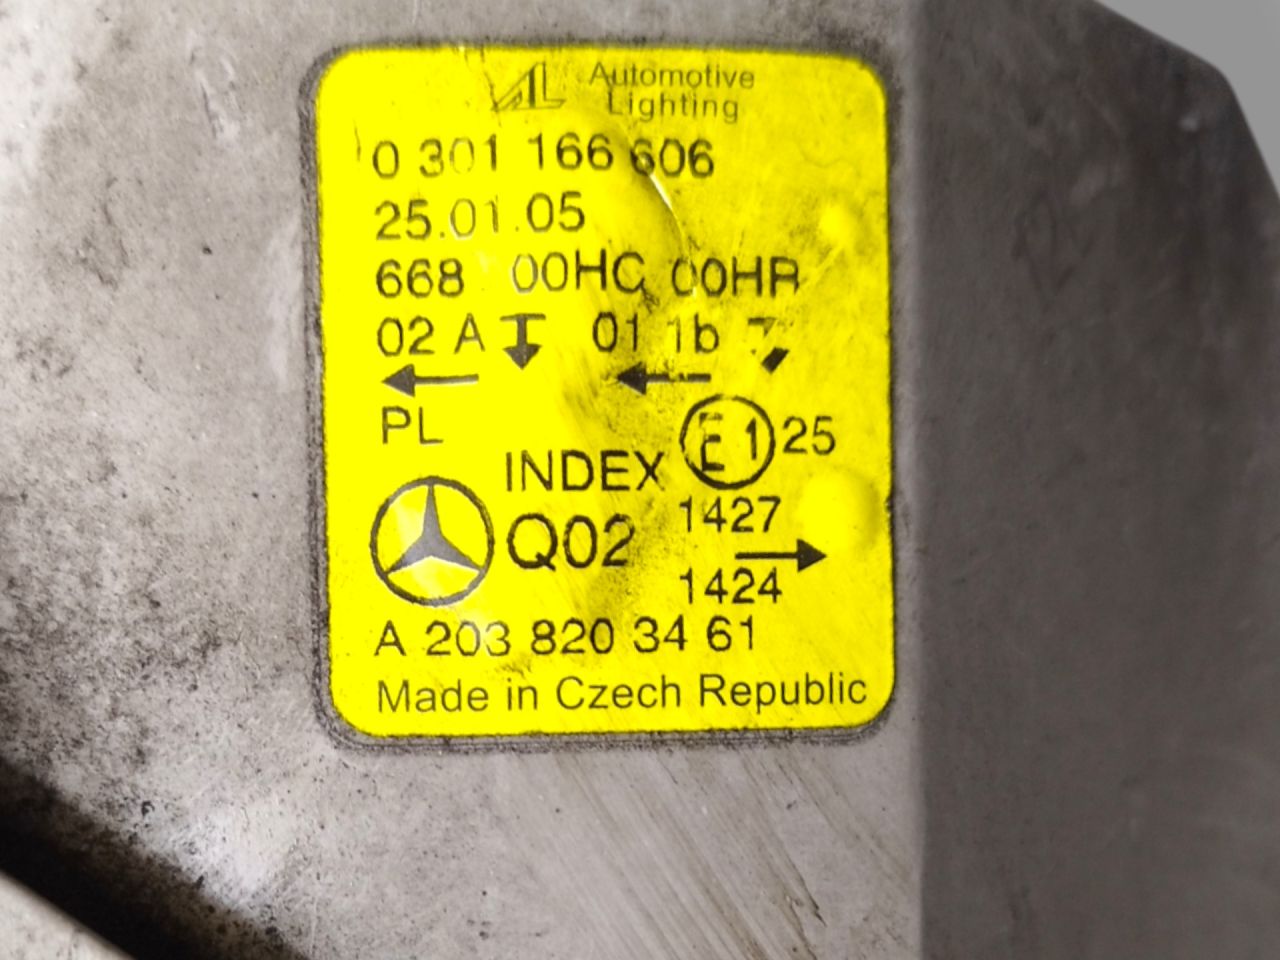 AL Automotive
Lighting
0 301 166 606
25.01.05
668 00HC 00HR
02 A 01 1b
PL
E1 25
INDEX
Q02
1427
1424
A 203 820 34 61
Made in Czech Republic